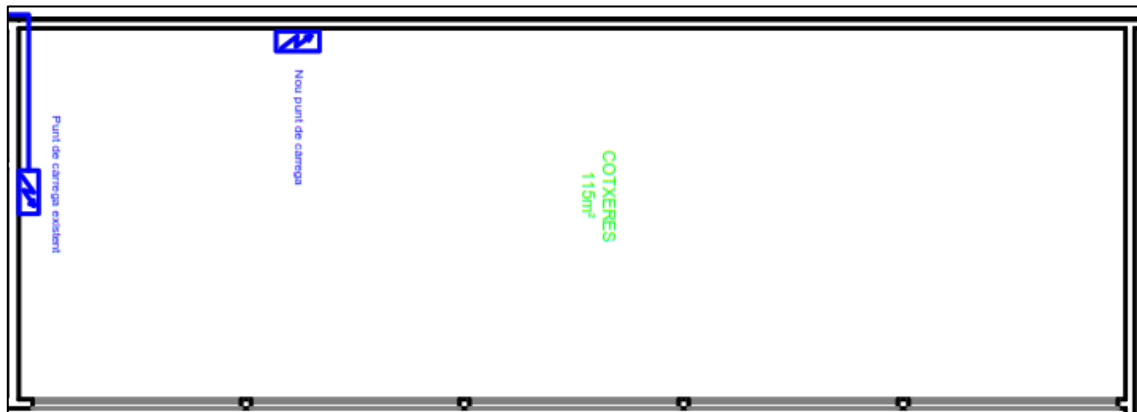 Nou punt de càrrega
Punt de càrrega existent
COTXERES
115m²